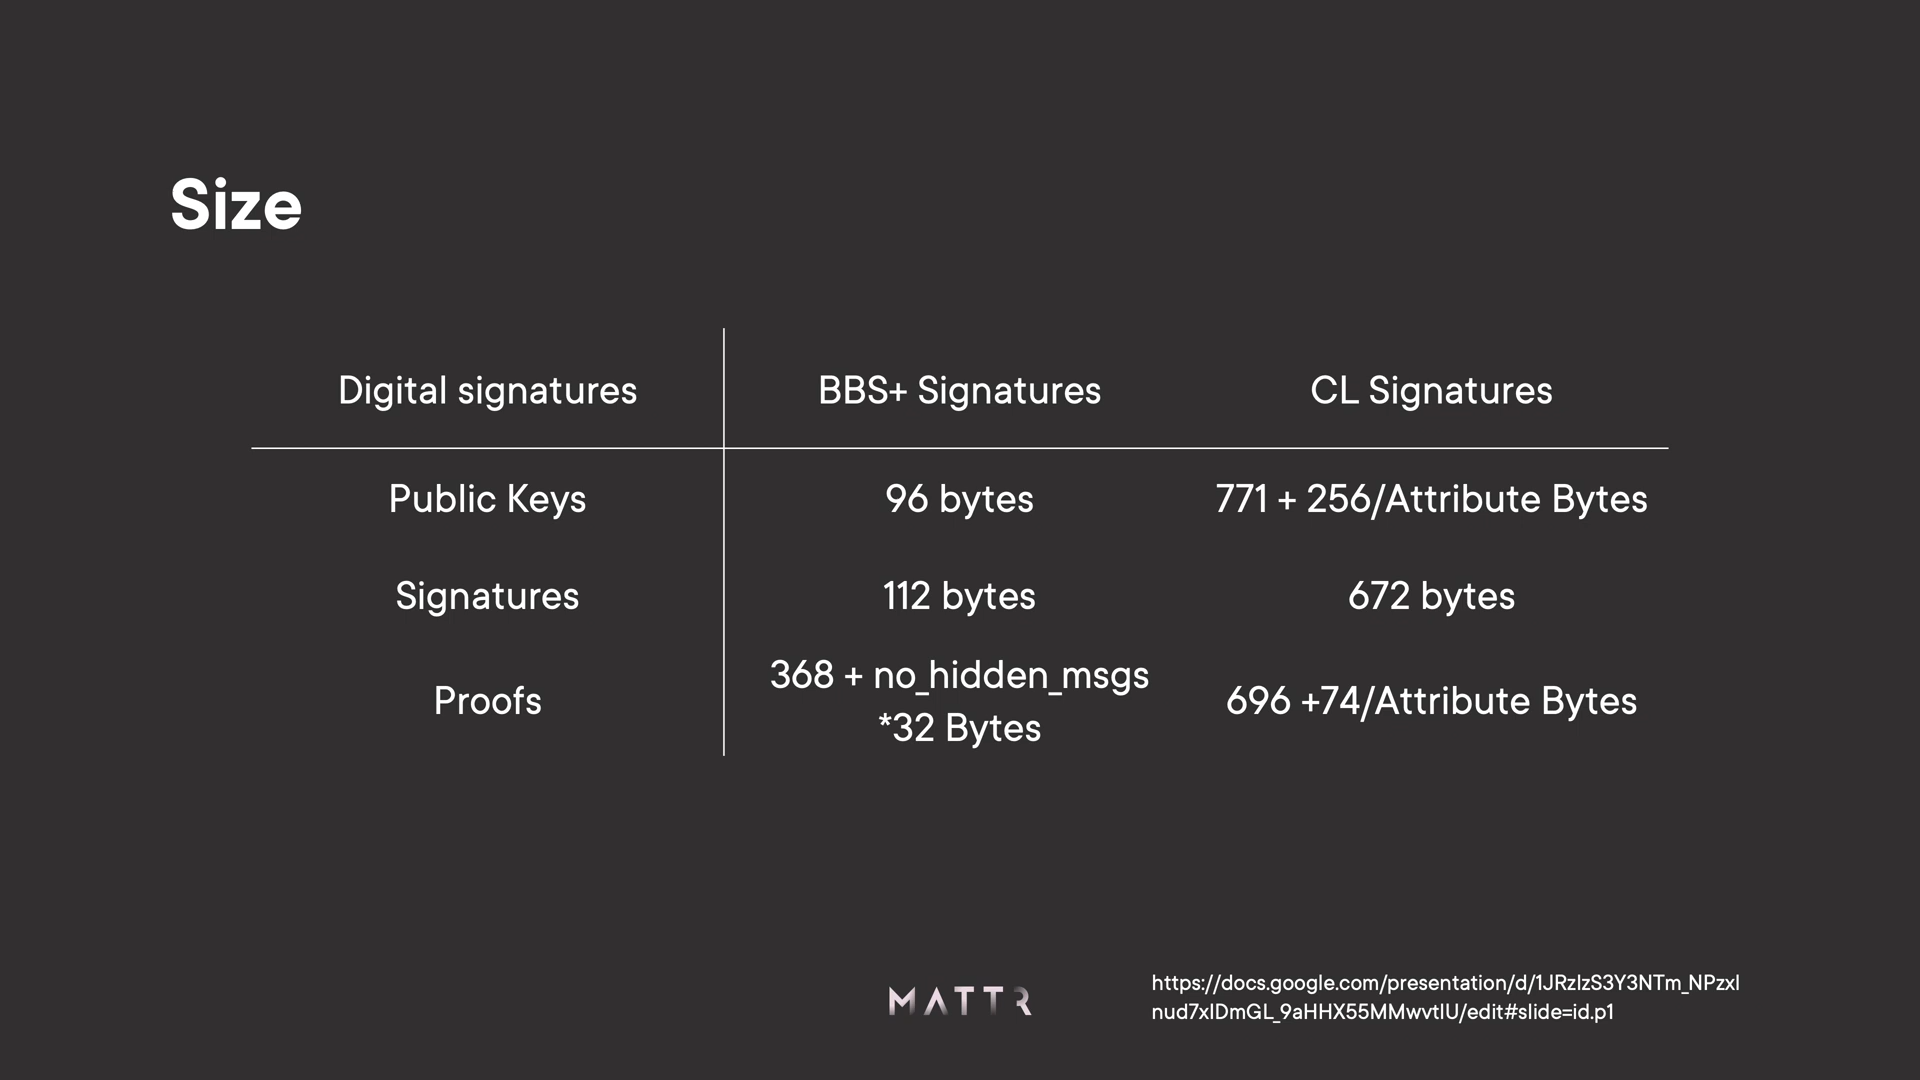 Size
Digital signatures BBS+ Signatures CL Signatures
Public Keys 96 bytes 771 + 256/Attribute Bytes
Signatures 112 bytes 672 bytes
Proofs 368 + no_hidden_msgs
*32 Bytes 696 +74/Attribute Bytes
MATTR
https://docs.google.com/presentation/d/1JRzIzS3Y3NTm_NPzxl
nud7xIDmGL_9aHHX55MMwvtlU/edit#slide=id.p1